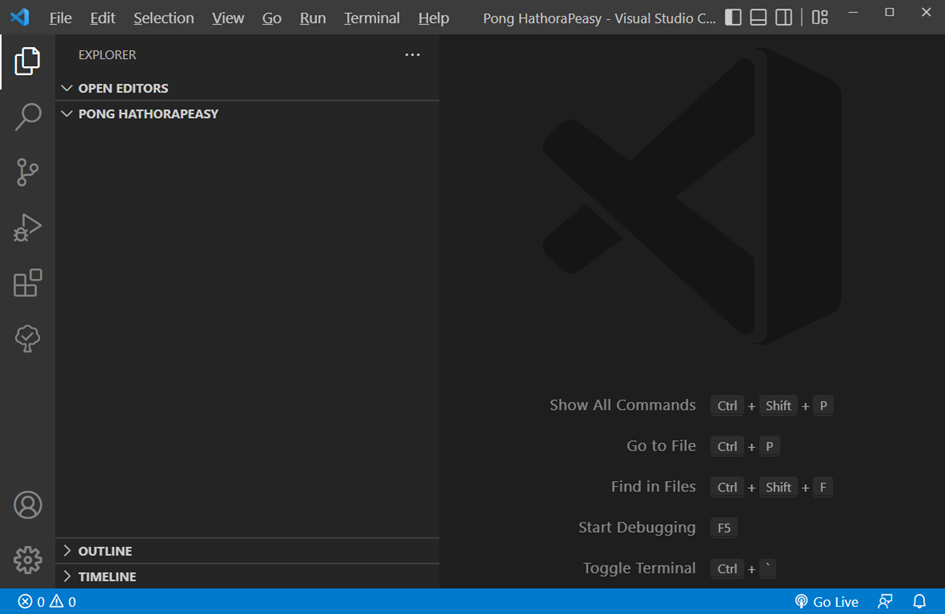 File Edit Selection View Go Run Terminal Help Pong HathoraPeasy - Visual Studio C...
EXPLORER
OPEN EDITORS
PONG HATHORAPEASY
Show All Commands Ctrl + Shift + P
Go to File Ctrl + P
Find in Files Ctrl + Shift + F
Start Debugging F5
Toggle Terminal Ctrl + `
OUTLINE
TIMELINE
0 0 Go Live